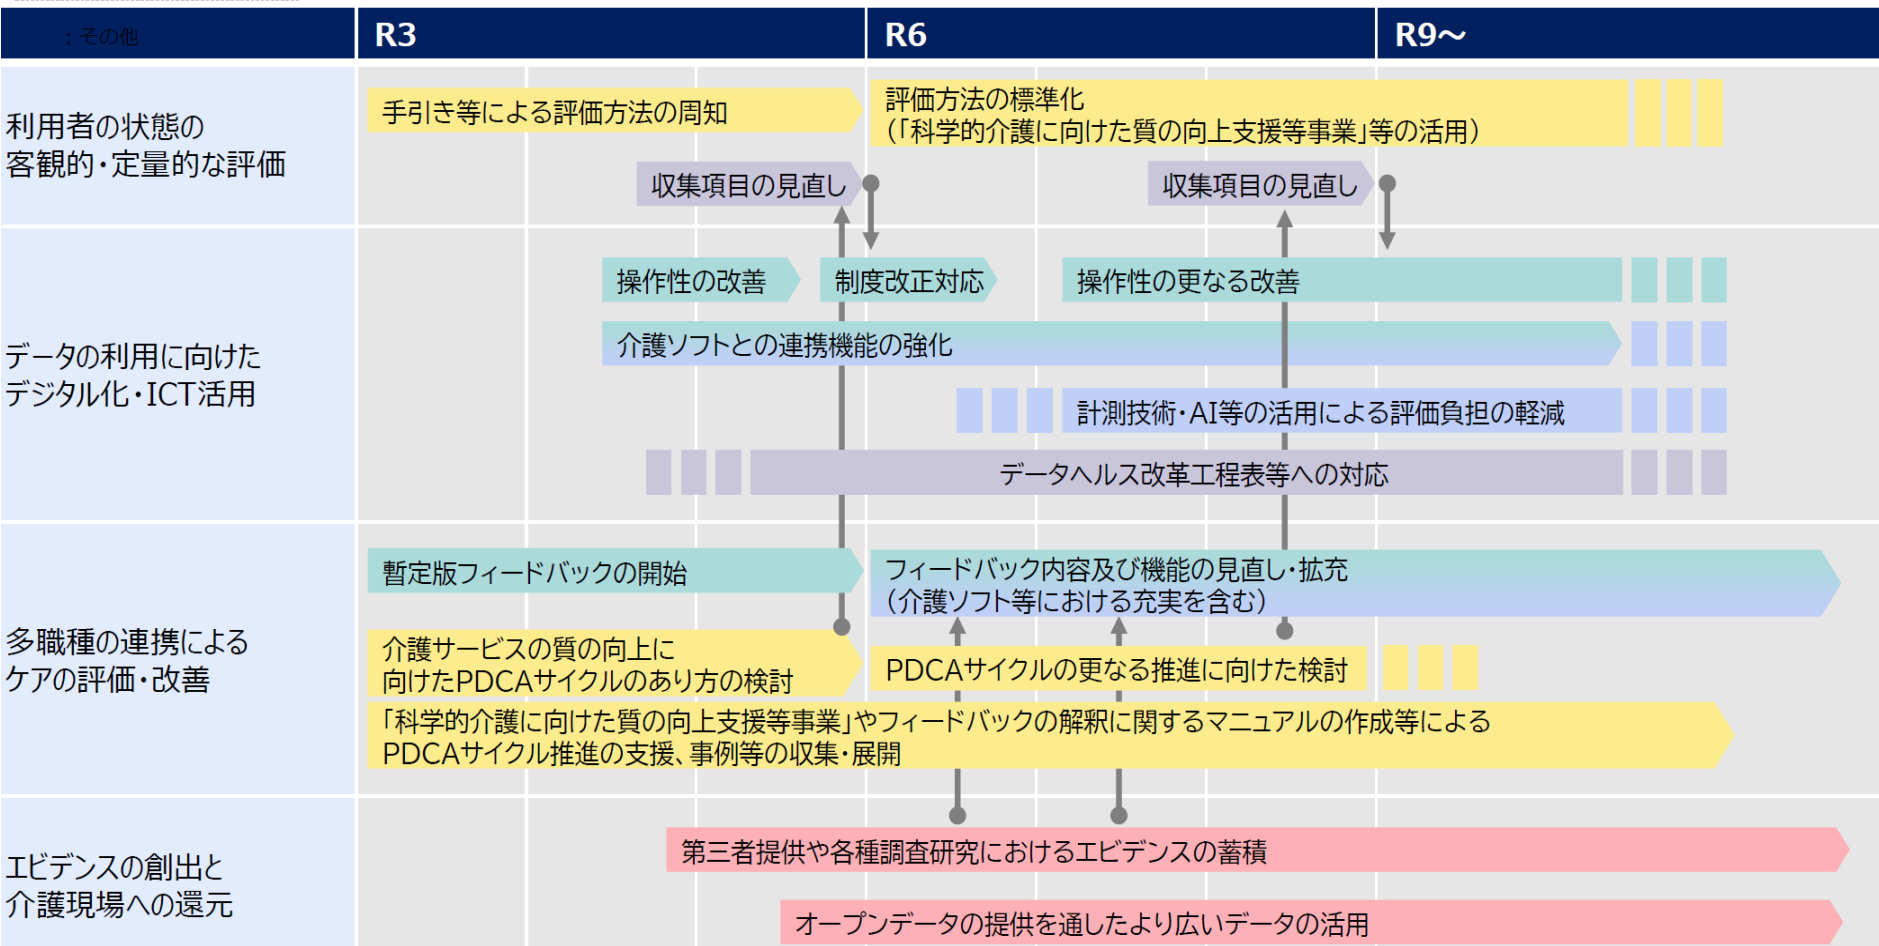 ：その他
R3
R6
R9～
利用者の状態の
客観的・定量的な評価
手引き等による評価方法の周知
評価方法の標準化
（「科学的介護に向けた質の向上支援等事業」等の活用）
収集項目の見直し
収集項目の見直し
データの利用に向けた
デジタル化・ICT活用
操作性の改善
制度改正対応
操作性の更なる改善
介護ソフトとの連携機能の強化
計測技術・AI等の活用による評価負担の軽減
データヘルス改革工程表等への対応
多職種の連携による
ケアの評価・改善
暫定版フィードバックの開始
フィードバック内容及び機能の見直し・拡充
（介護ソフト等における充実を含む）
介護サービスの質の向上に
向けたPDCAサイクルのあり方の検討
PDCAサイクルの更なる推進に向けた検討
「科学的介護に向けた質の向上支援等事業」やフィードバックの解釈に関するマニュアルの作成等による
PDCAサイクル推進の支援、事例等の収集・展開
エビデンスの創出と
介護現場への還元
第三者提供や各種調査研究におけるエビデンスの蓄積
オープンデータの提供を通したより広いデータの活用